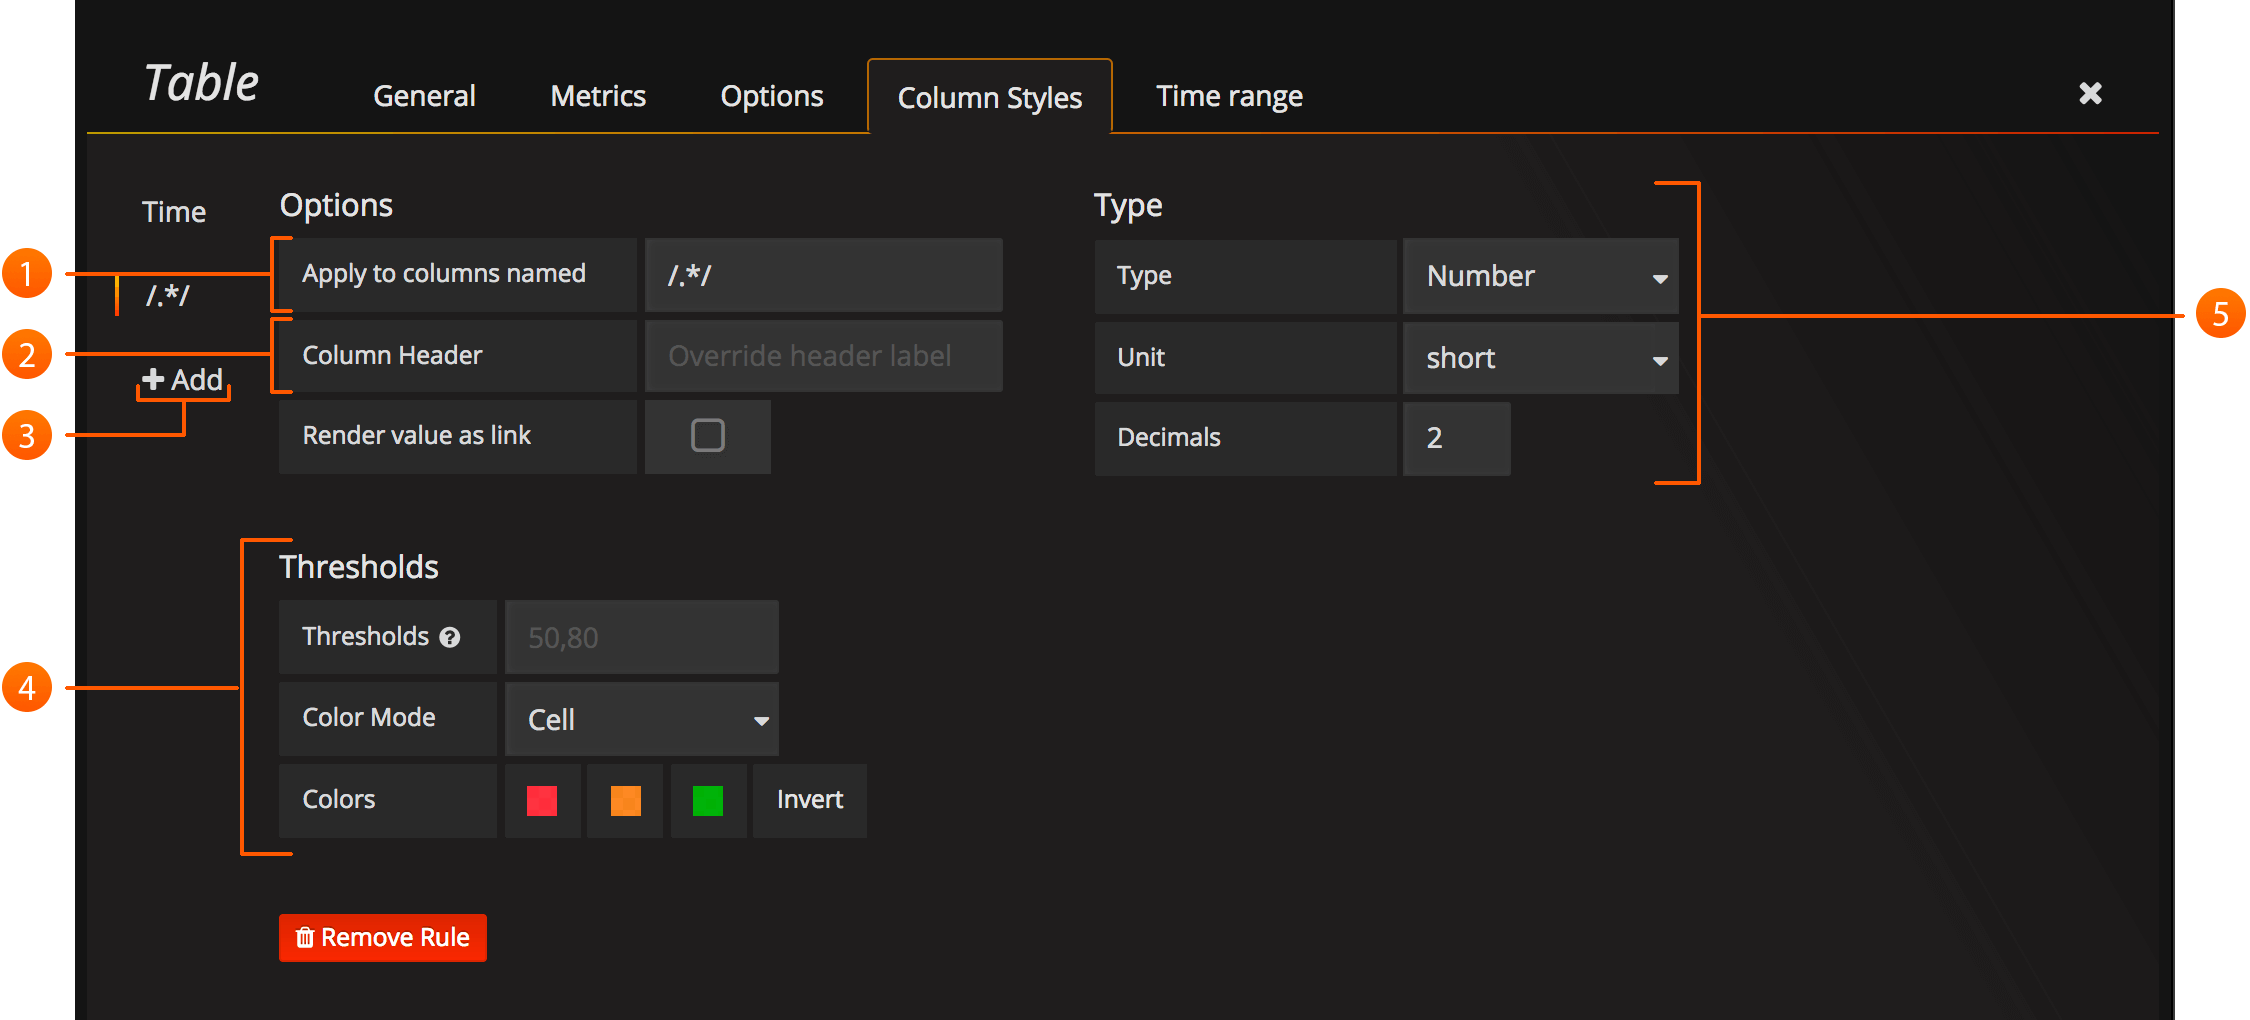 Table General Metrics Options Column Styles Time range
Time
/.*/
+ Add
Options
Apply to columns named /.*/
Column Header Override header label
Render value as link
Type
Type Number
Unit short
Decimals 2
Thresholds
Thresholds ? 50,80
Color Mode Cell
Colors Invert
Remove Rule
1
2
3
4
5